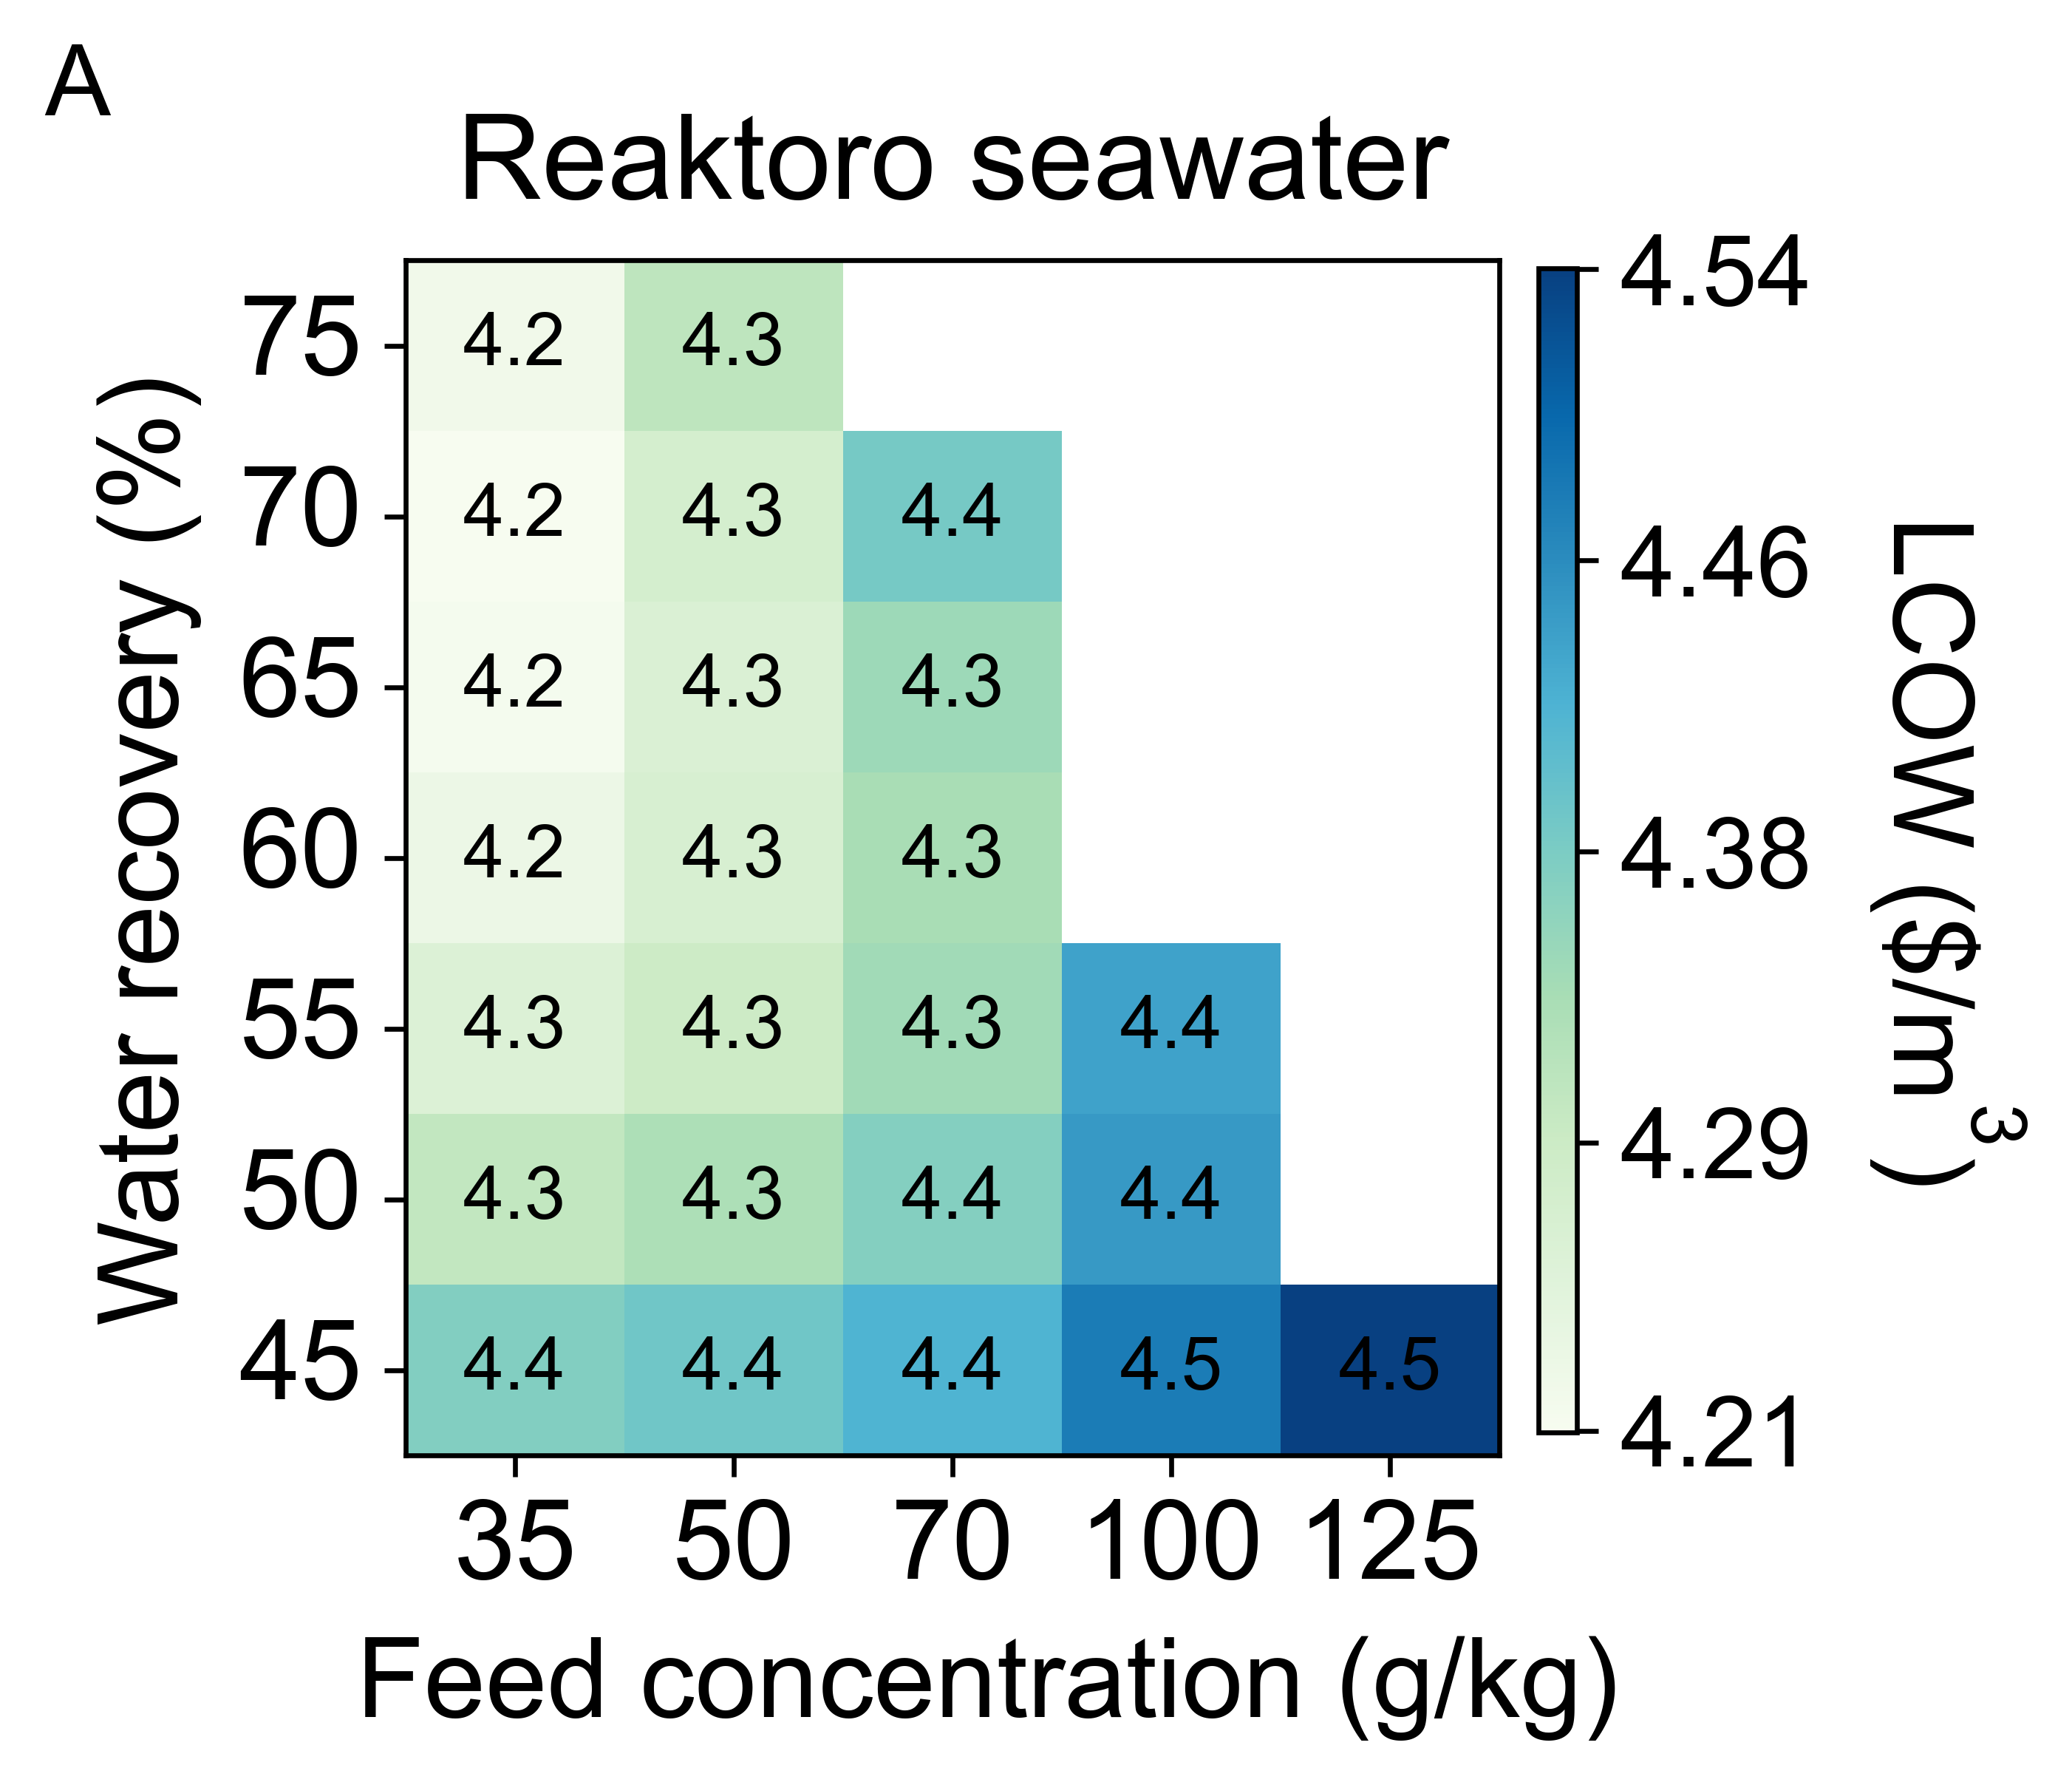 A
Reaktoro seawater
75 4.2 4.3
70 4.2 4.3 4.4
65 4.2 4.3 4.3
60 4.2 4.3 4.3
55 4.3 4.3 4.3 4.4
50 4.3 4.3 4.4 4.4
45 4.4 4.4 4.4 4.5 4.5
35 50 70 100 125
Feed concentration (g/kg)
Water recovery (%)
4.54
4.46
4.38
4.29
4.21
LCOW ($/m³)